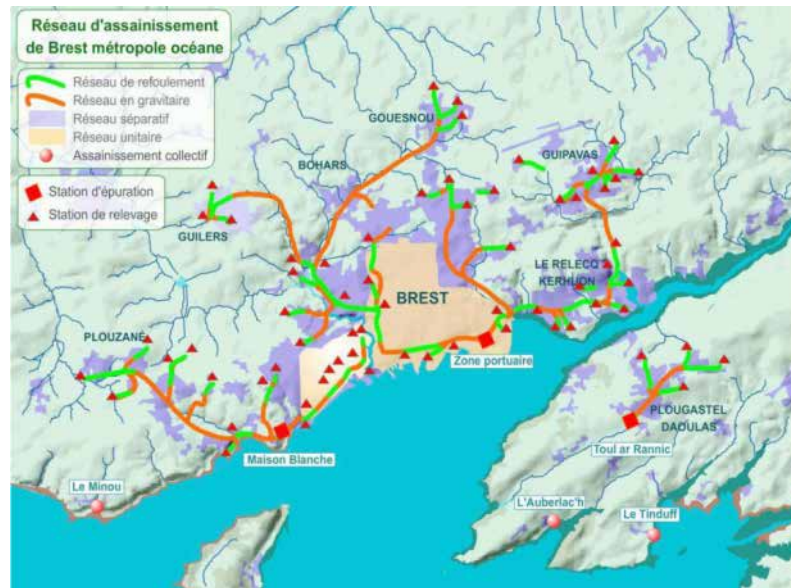 Réseau d'assainissement
de Brest métropole océane
Réseau de refoulement
Réseau en gravitaire
Réseau séparatif
Réseau unitaire
Assainissement collectif
Station d'épuration
Station de relevage
GOUESNOU
BOHARS
GUIPAVAS
GUILERS
LE RELECQ
KERHUON
BREST
PLOUZANÉ
Zone portuaire
PLOUGASTEL
DAOULAS
Toul ar Rannic
Maison Blanche
Le Minou
L'Auberlac'h
Le Tinduff